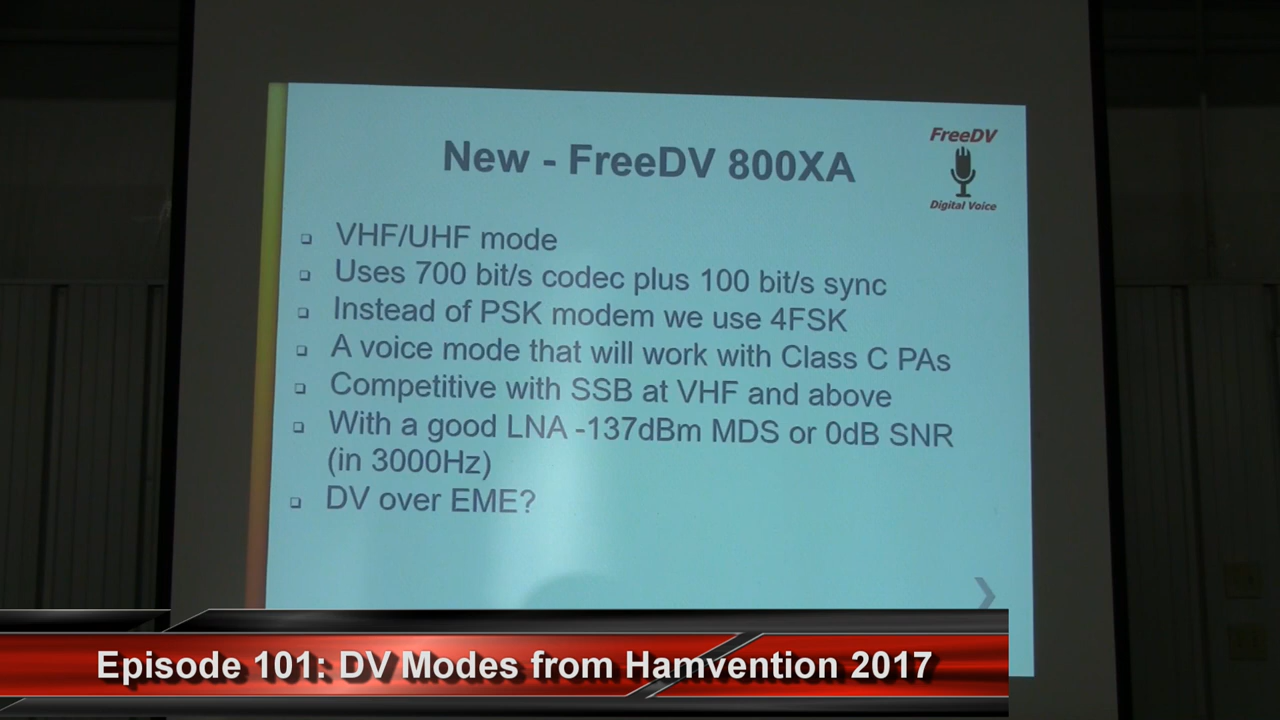 New - FreeDV 800XA
FreeDV
Digital Voice
VHF/UHF mode
Uses 700 bit/s codec plus 100 bit/s sync
Instead of PSK modem we use 4FSK
A voice mode that will work with Class C PAs
Competitive with SSB at VHF and above
With a good LNA -137dBm MDS or 0dB SNR
(in 3000Hz)
DV over EME?
Episode 101: DV Modes from Hamvention 2017